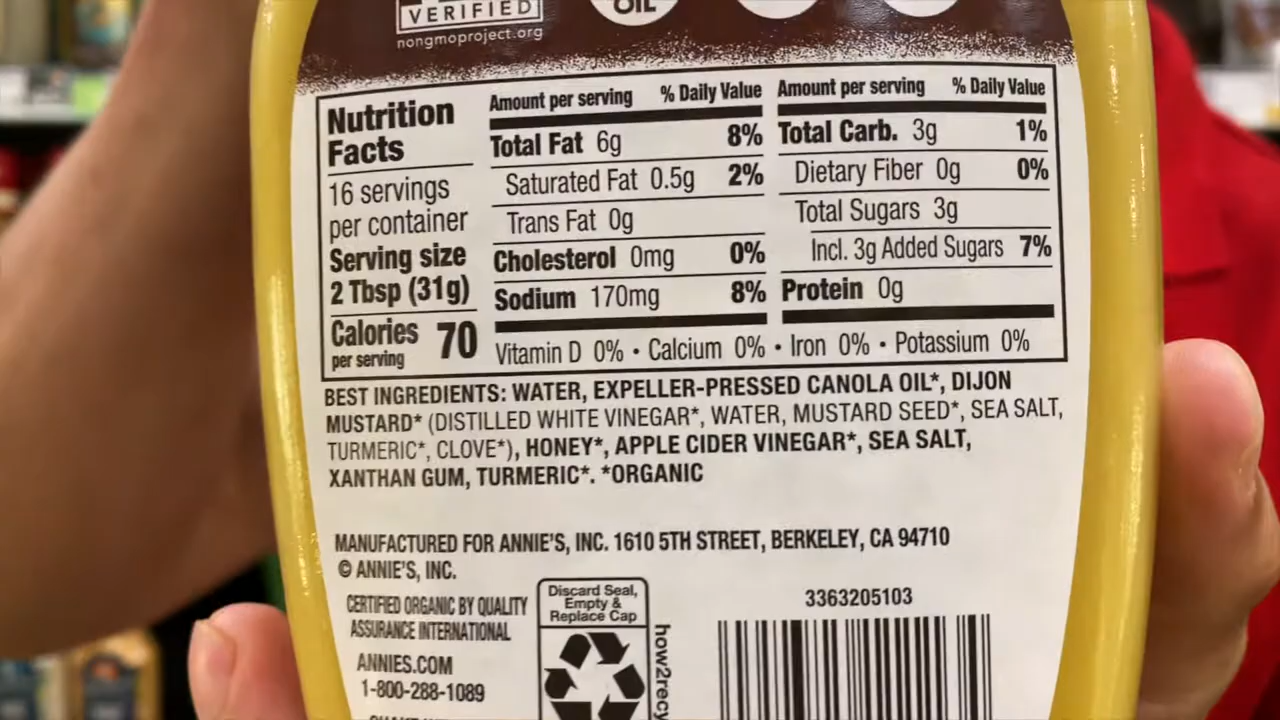 VERIFIED
nongmoproject.org
OIL
Nutrition
Facts
16 servings
per container
Serving size
2 Tbsp (31g)
Calories 70
per serving
Amount per serving % Daily Value
Total Fat 6g 8%
Saturated Fat 0.5g 2%
Trans Fat 0g
Cholesterol 0mg 0%
Sodium 170mg 8%
Amount per serving % Daily Value
Total Carb. 3g 1%
Dietary Fiber 0g 0%
Total Sugars 3g
Incl. 3g Added Sugars 7%
Protein 0g
Vitamin D 0% • Calcium 0% • Iron 0% • Potassium 0%
BEST INGREDIENTS: WATER, EXPELLER-PRESSED CANOLA OIL*, DIJON
MUSTARD* (DISTILLED WHITE VINEGAR*, WATER, MUSTARD SEED*, SEA SALT,
TURMERIC*, CLOVE*), HONEY*, APPLE CIDER VINEGAR*, SEA SALT,
XANTHAN GUM, TURMERIC*. *ORGANIC
MANUFACTURED FOR ANNIE'S, INC. 1610 5TH STREET, BERKELEY, CA 94710
© ANNIE'S, INC.
CERTIFIED ORGANIC BY QUALITY
ASSURANCE INTERNATIONAL
ANNIES.COM
1-800-288-1089
Discard Seal,
Empty &
Replace Cap
how2recy
3363205103